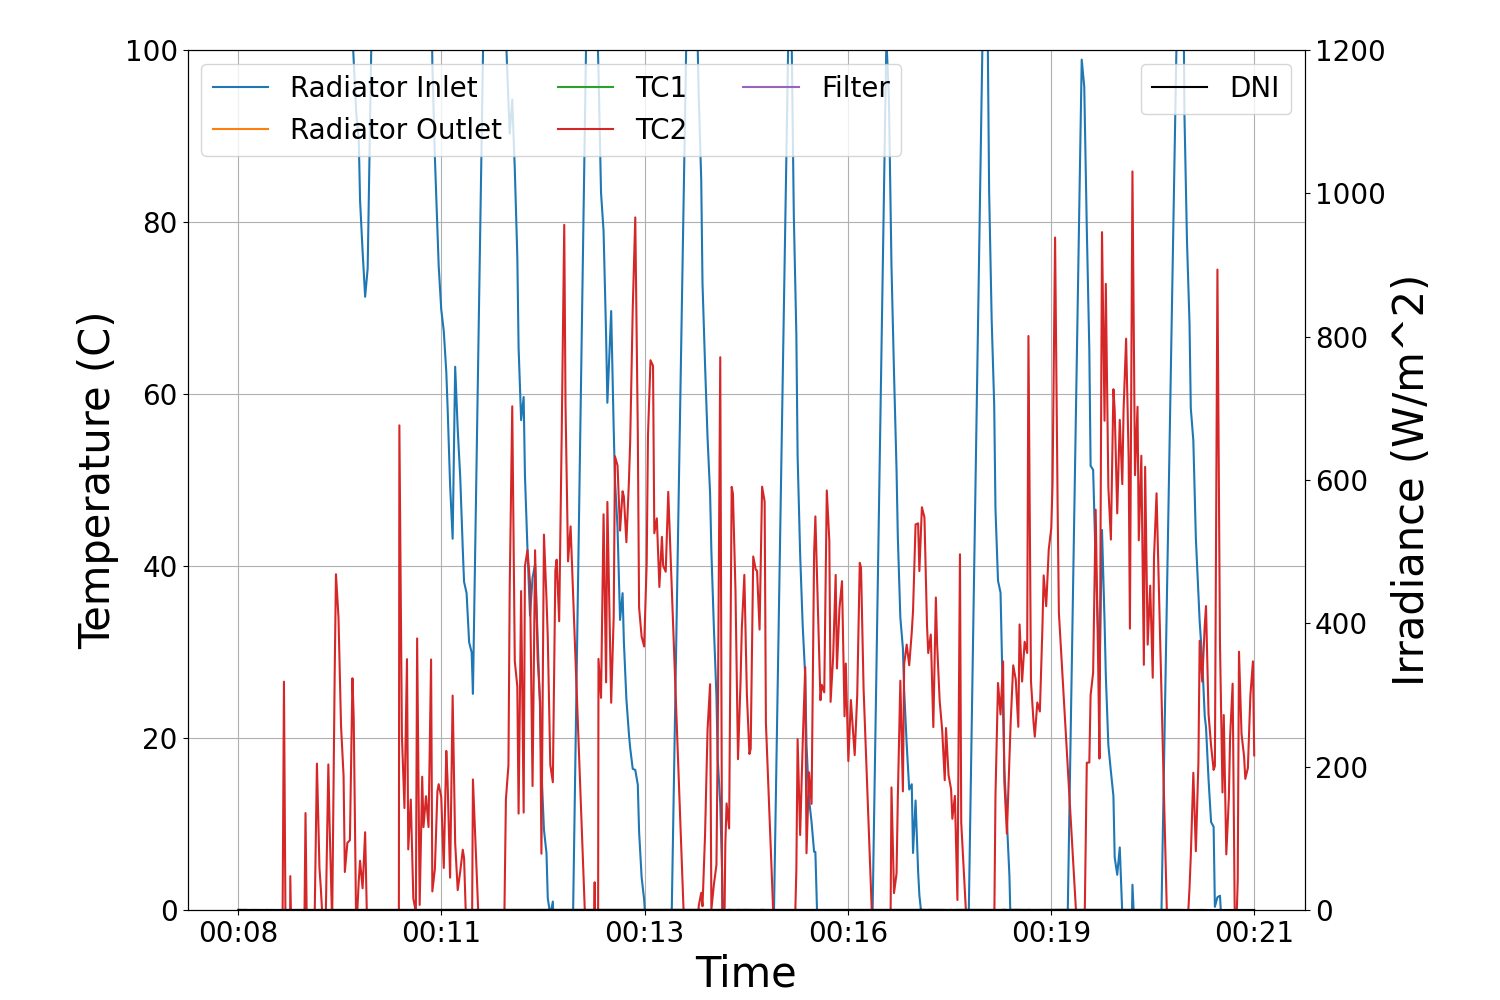 100
80
60
40
20
0
Temperature (C)
Radiator Inlet
Radiator Outlet
TC1
TC2
Filter
DNI
1200
1000
800
600
400
200
0
Irradiance (W/m^2)
00:08 00:11 00:13 00:16 00:19 00:21
Time